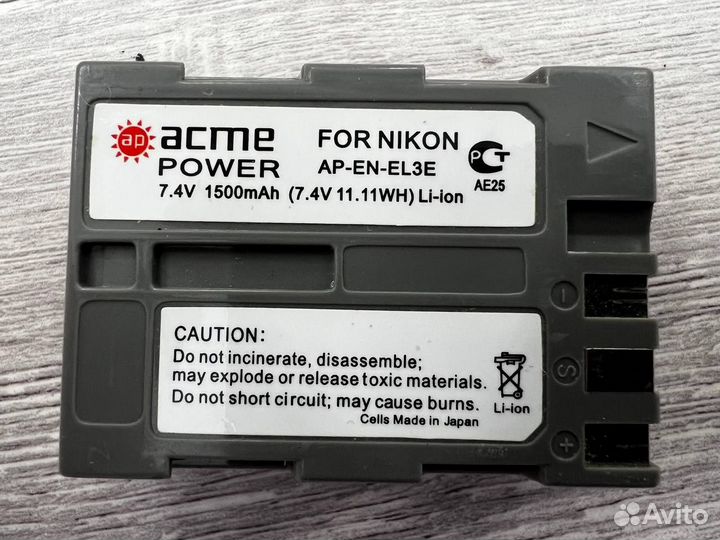 ap acme
POWER
FOR NIKON
AP-EN-EL3E
7.4V 1500mAh (7.4V 11.11WH) Li-ion
PCT
AE25
CAUTION:
Do not incinerate, disassemble;
may explode or release toxic materials.
Do not short circuit; may cause burns.
Cells Made in Japan
Li-ion
−
S
+
Avito